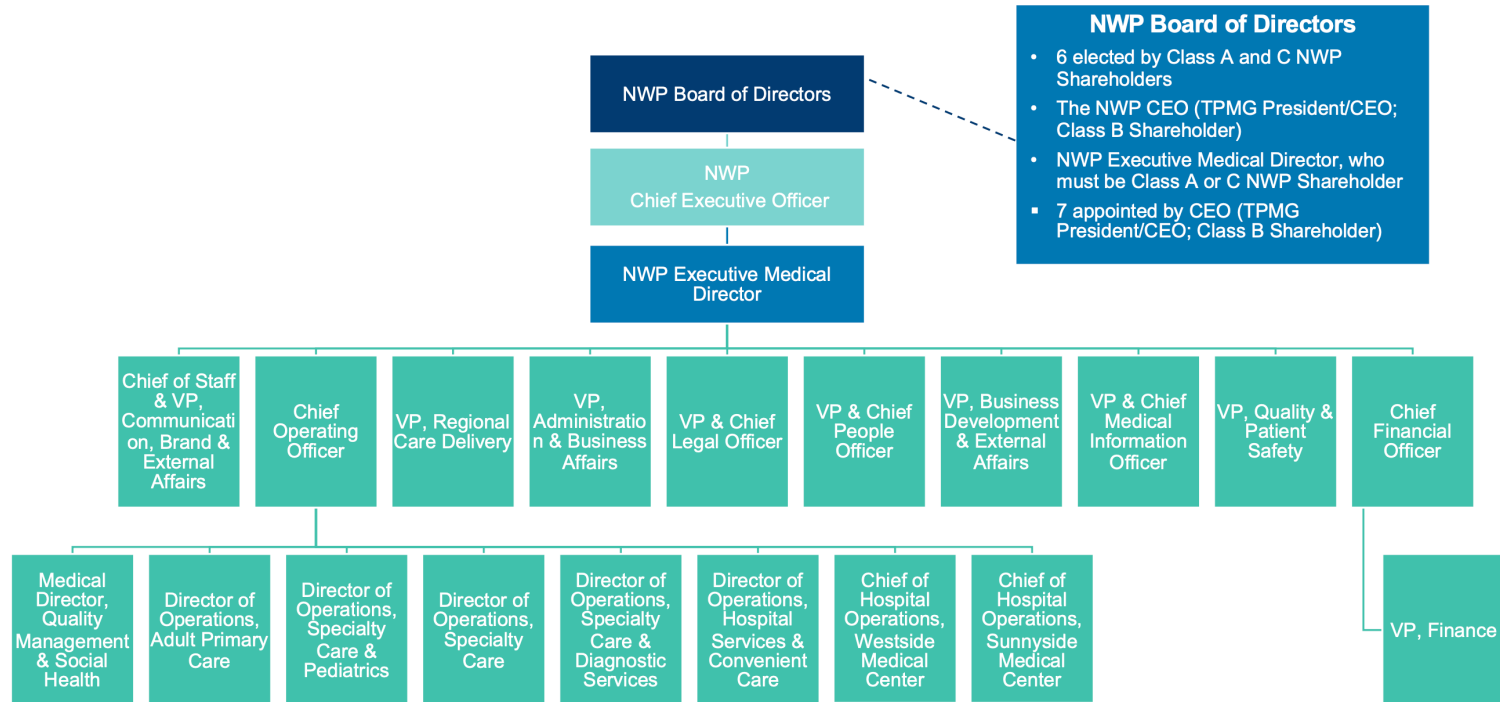 NWP Board of Directors
NWP
Chief Executive Officer
NWP Executive Medical
Director
NWP Board of Directors
• 6 elected by Class A and C NWP
Shareholders
• The NWP CEO (TPMG President/CEO;
Class B Shareholder)
• NWP Executive Medical Director, who
must be Class A or C NWP Shareholder
▪ 7 appointed by CEO (TPMG
President/CEO; Class B Shareholder)
Chief of Staff
& VP,
Communicati
on, Brand &
External
Affairs
Chief
Operating
Officer
VP, Regional
Care Delivery
VP,
Administratio
n & Business
Affairs
VP & Chief
Legal Officer
VP & Chief
People
Officer
VP, Business
Development
& External
Affairs
VP & Chief
Medical
Information
Officer
VP, Quality &
Patient
Safety
Chief
Financial
Officer
Medical
Director,
Quality
Management
& Social
Health
Director of
Operations,
Adult Primary
Care
Director of
Operations,
Specialty
Care &
Pediatrics
Director of
Operations,
Specialty
Care
Director of
Operations,
Specialty
Care &
Diagnostic
Services
Director of
Operations,
Hospital
Services &
Convenient
Care
Chief of
Hospital
Operations,
Westside
Medical
Center
Chief of
Hospital
Operations,
Sunnyside
Medical
Center
VP, Finance